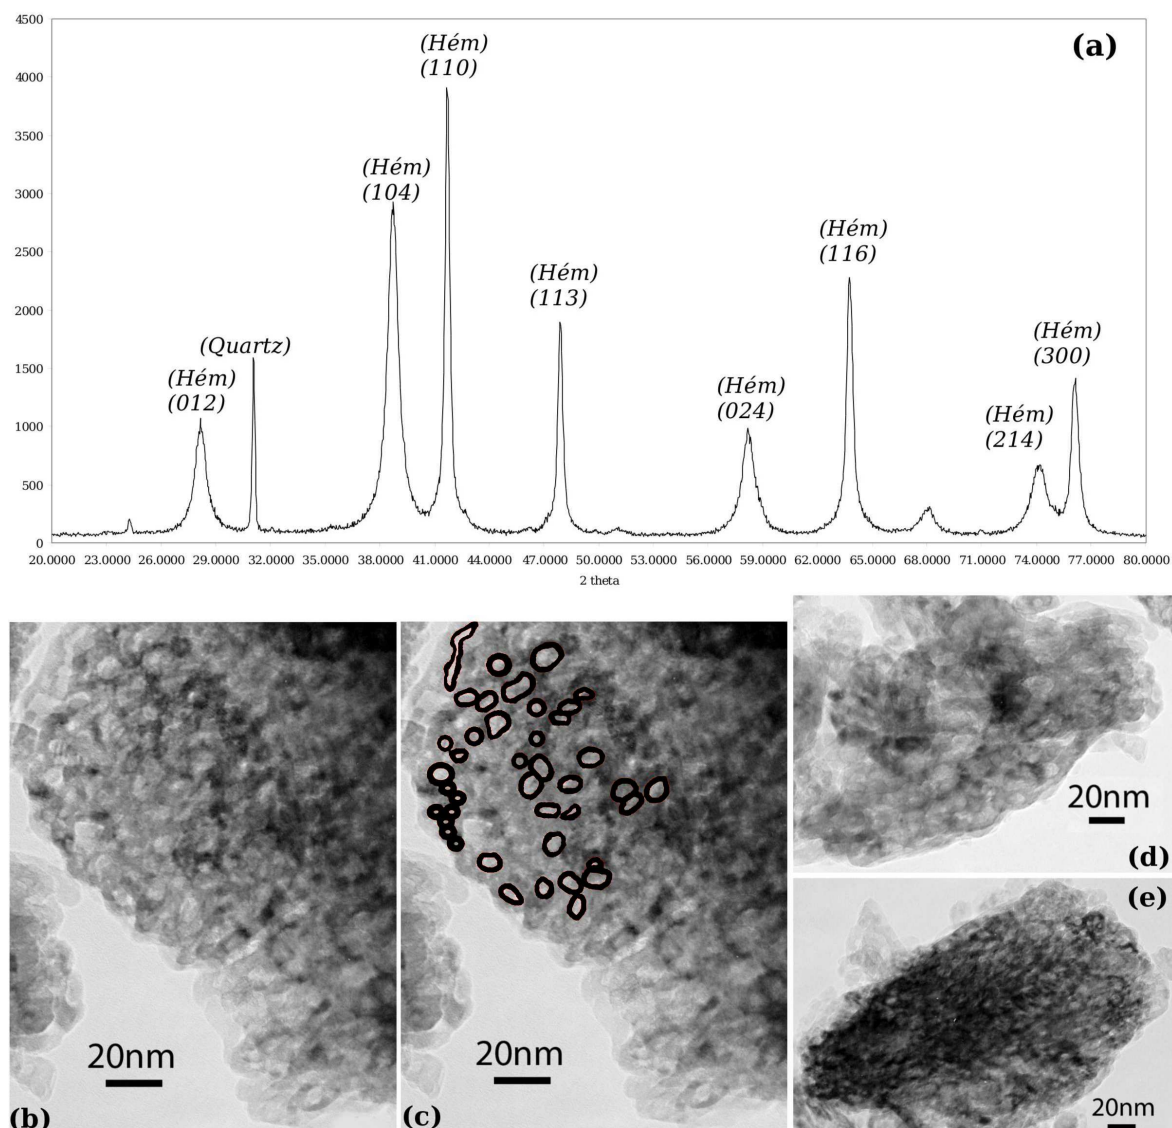 4500
4000
3500
3000
2500
2000
1500
1000
500
0
(a)
(Hém)
(110)
(Hém)
(104)
(Hém)
(116)
(Hém)
(113)
(Hém)
(300)
(Quartz)
(Hém)
(012)
(Hém)
(024)
(Hém)
(214)
20.0000 23.0000 26.0000 29.0000 32.0000 35.0000 38.0000 41.0000 44.0000 47.0000 50.0000 53.0000 56.0000 59.0000 62.0000 65.0000 68.0000 71.0000 74.0000 77.0000 80.0000
2 theta
20nm
(b)
20nm
(c)
20nm
(d)
(e)
20nm